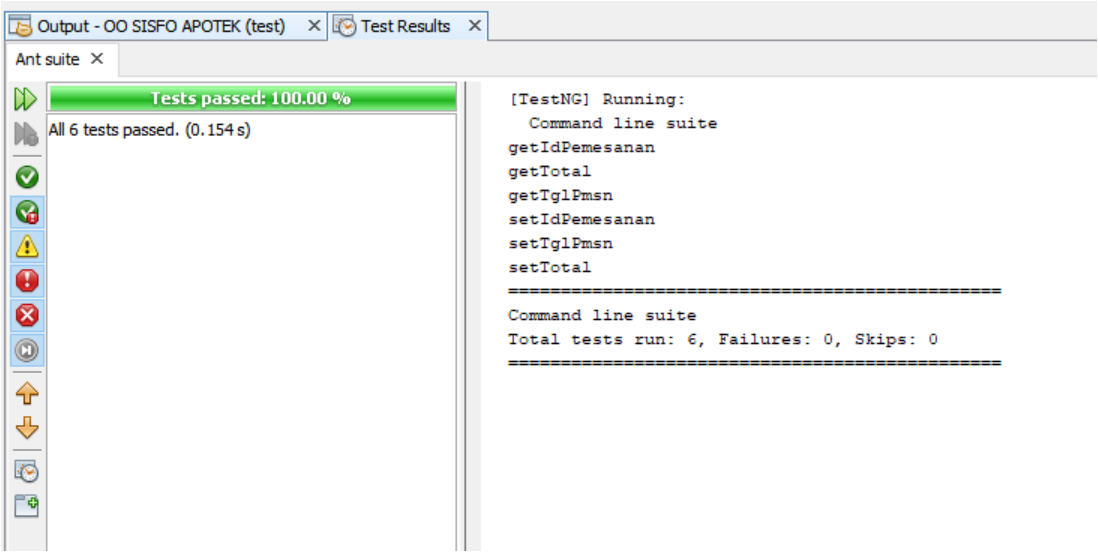 Output - OO SISFO APOTEK (test) Test Results
Ant suite
Tests passed: 100.00 %
All 6 tests passed. (0.154 s)
[TestNG] Running:
Command line suite
getIdPemesanan
getTotal
getTglPmsn
setIdPemesanan
setTglPmsn
setTotal
===============================================
Command line suite
Total tests run: 6, Failures: 0, Skips: 0
===============================================